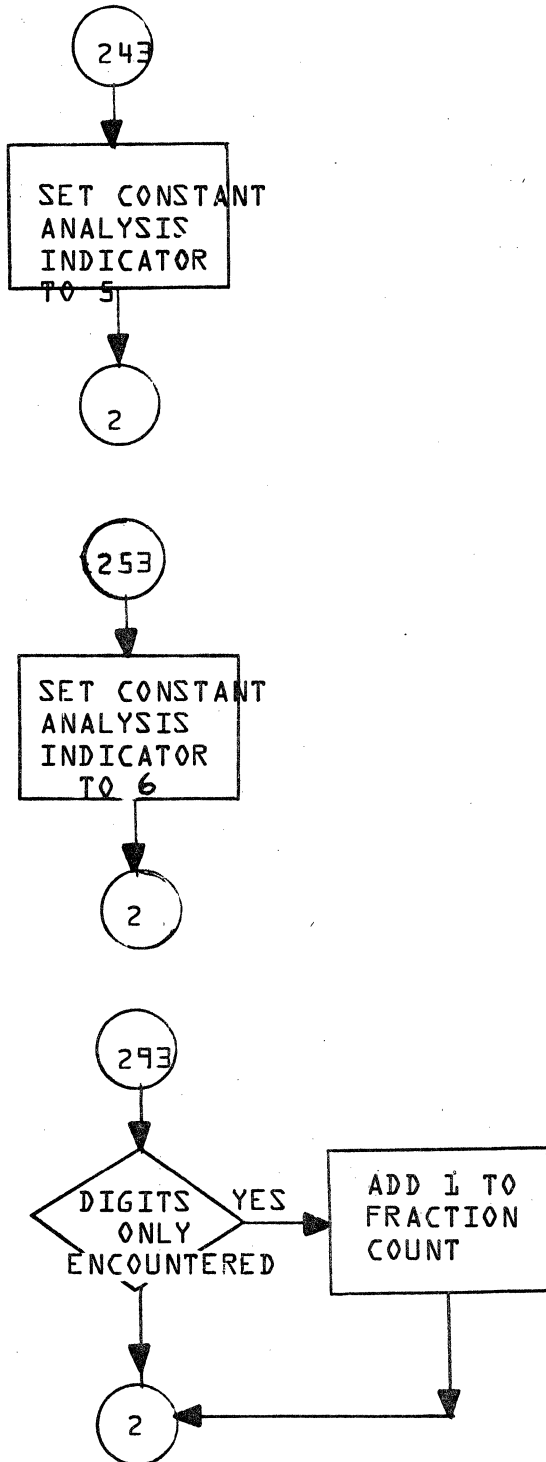 243
SET CONSTANT
ANALYSIS
INDICATOR
TO 5
2
253
SET CONSTANT
ANALYSIS
INDICATOR
TO 6
2
293
DIGITS
ONLY
ENCOUNTERED
YES
ADD 1 TO
FRACTION
COUNT
2